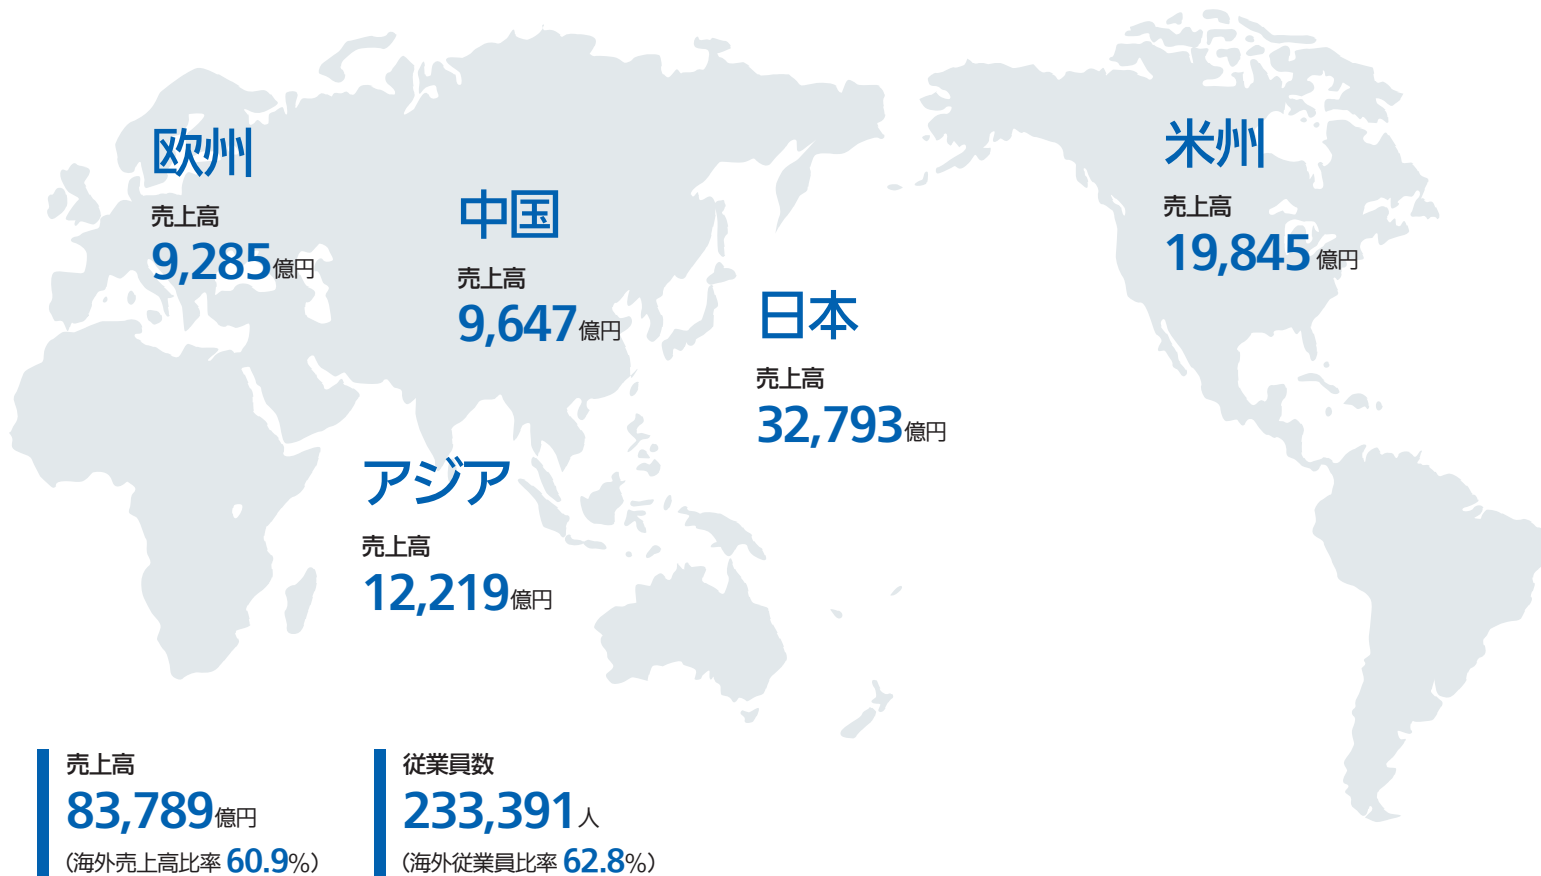 欧州
売上高
9,285億円
中国
売上高
9,647億円
日本
売上高
32,793億円
米州
売上高
19,845億円
アジア
売上高
12,219億円
売上高
83,789億円
（海外売上高比率 60.9%）
従業員数
233,391人
（海外従業員比率 62.8%）